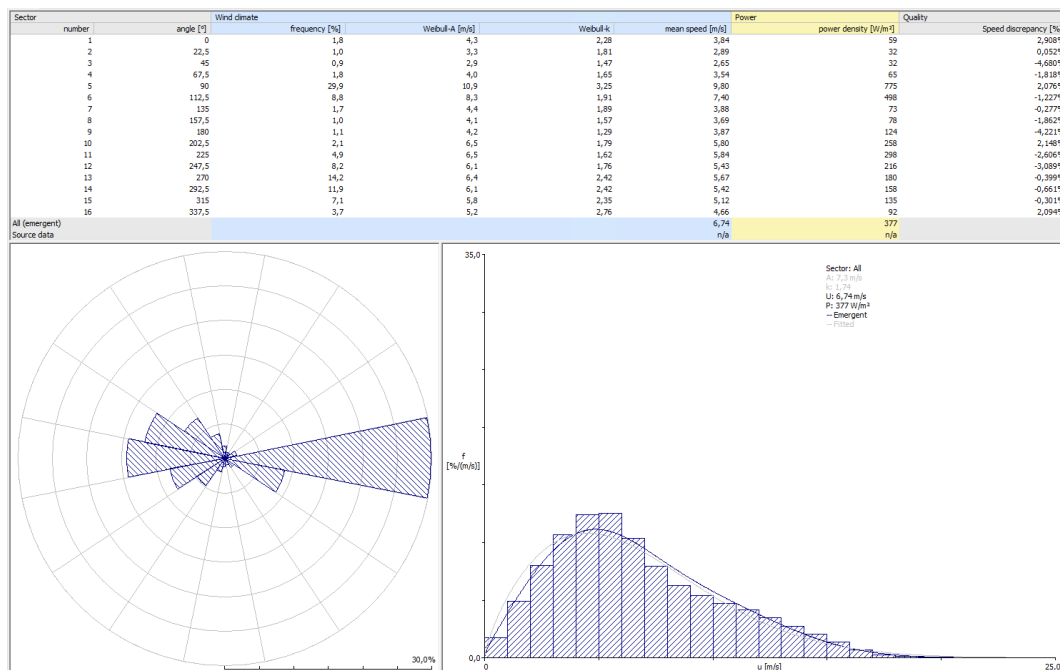 Sector Wind climate Power Quality
number angle [°] frequency [%] Weibull-A [m/s] Weibull-k mean speed [m/s] power density [W/m²] Speed discrepancy [%]
1 0 1,8 4,3 2,28 3,84 59 2,908%
2 22,5 1,0 3,3 1,81 2,89 32 0,052%
3 45 0,9 2,9 1,47 2,65 32 -4,680%
4 67,5 1,8 4,0 1,65 3,54 65 -1,818%
5 90 29,9 10,9 3,25 9,80 775 2,076%
6 112,5 8,8 8,3 1,91 7,40 498 -1,227%
7 135 1,7 4,4 1,89 3,88 73 -0,277%
8 157,5 1,0 4,1 1,57 3,69 78 -1,862%
9 180 1,1 4,2 1,29 3,87 124 -4,221%
10 202,5 2,1 6,5 1,79 5,80 258 2,148%
11 225 4,9 6,5 1,62 5,84 298 -2,606%
12 247,5 8,2 6,1 1,76 5,43 216 -3,089%
13 270 14,2 6,4 2,42 5,67 180 -0,399%
14 292,5 11,9 6,1 2,42 5,42 158 -0,661%
15 315 7,1 5,8 2,35 5,12 135 -0,301%
16 337,5 3,7 5,2 2,76 4,66 92 2,094%
All (emergent) 6,74 377
Source data n/a n/a
30,0%
35,0
Sector: All
A: 7,3 m/s
k: 1,74
U: 6,74 m/s
P: 377 W/m²
Emergent
Fitted
f
[%/(m/s)]
0,0
0 u [m/s] 25,0